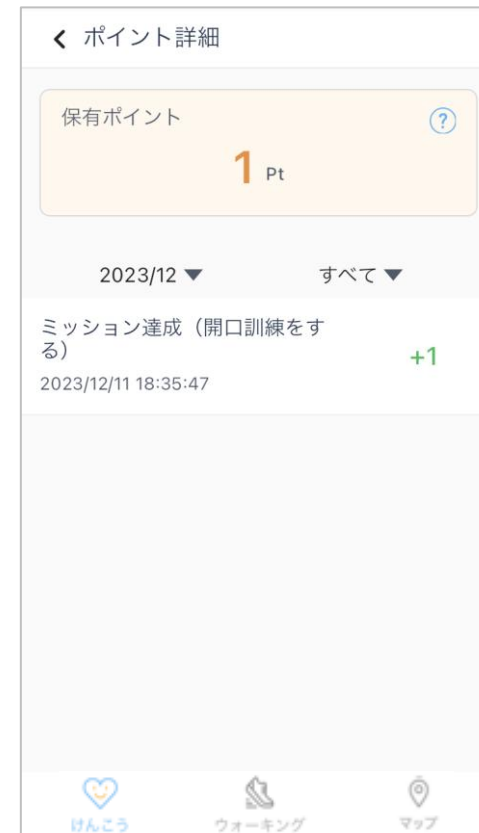 ポイント詳細
保有ポイント
?
1 Pt
2023/12 ▼ すべて ▼
ミッション達成（開口訓練をす
る）
+1
2023/12/11 18:35:47
けんこう ウォーキング マップ